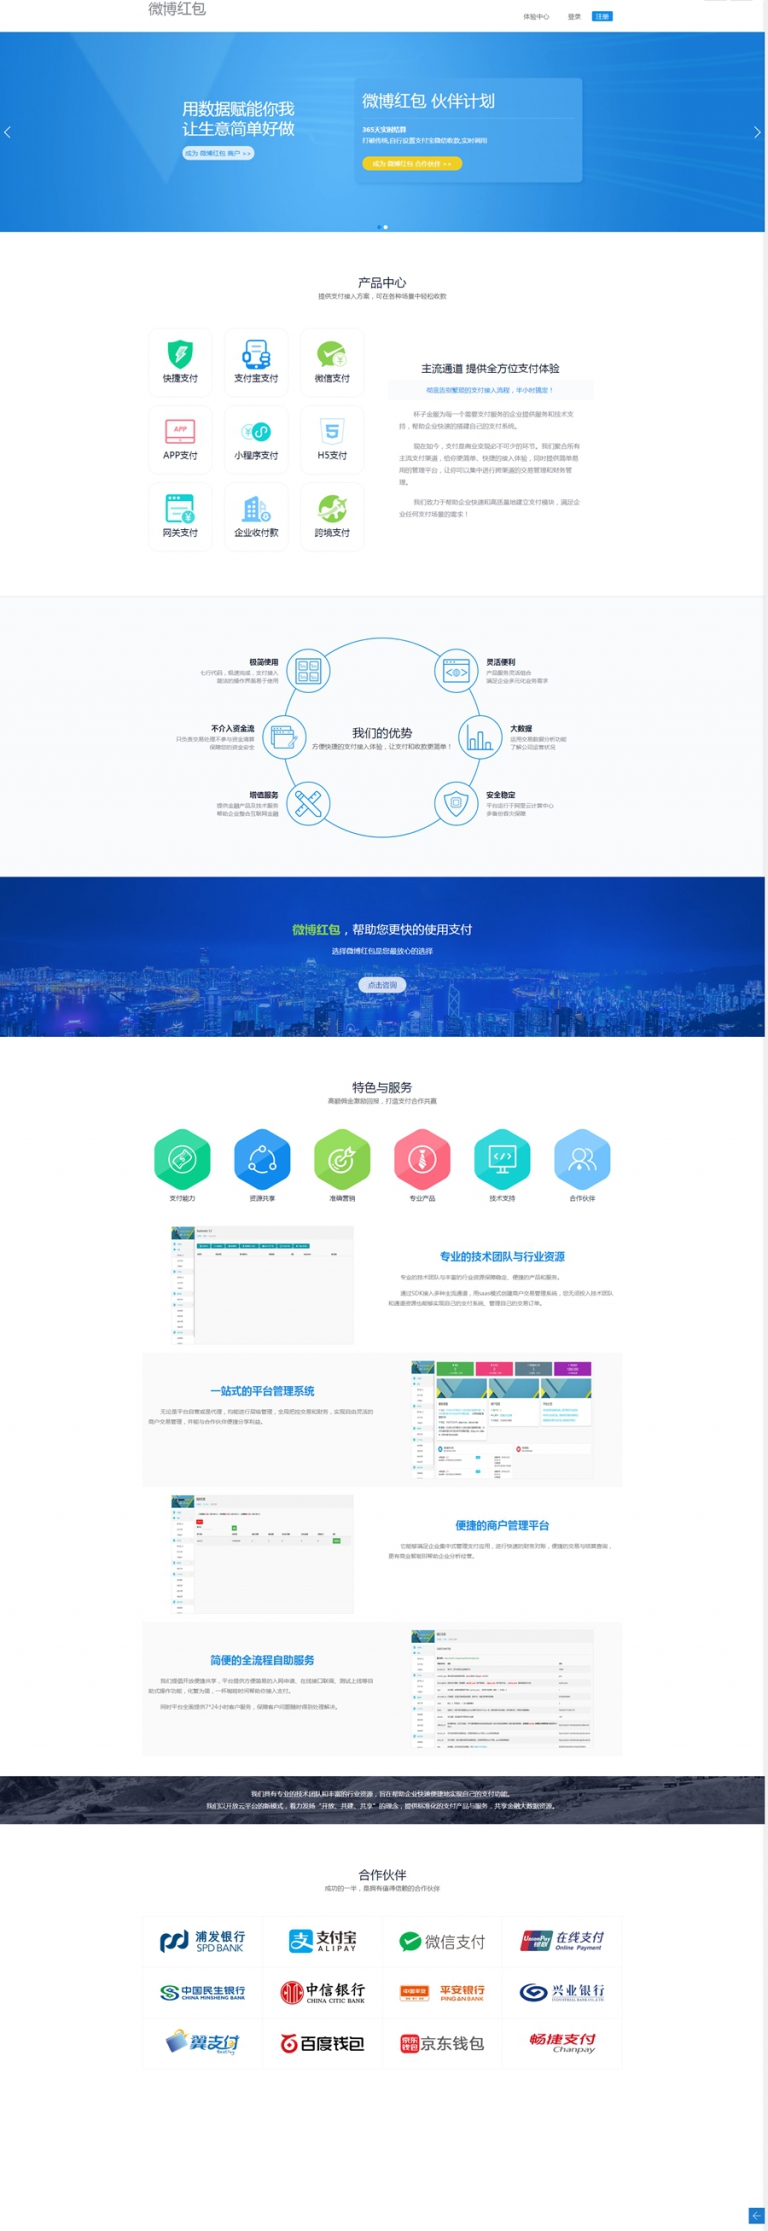 微博红包
体验中心 登录 注册
用数据赋能你我
让生意简单好做
成为 微博红包 商户 >>
微博红包 伙伴计划
365天实时结算
打破传统,自行设置支付宝微信收款,实时到用
成为 微博红包 合作伙伴 >>
产品中心
提供支付接入方案，可在各种场景中轻松收款
快捷支付 支付宝支付 微信支付
APP支付 小程序支付 H5支付
网关支付 企业收付款 跨境支付
主流通道 提供全方位支付体验
彻底告别繁琐的支付接入流程，半小时搞定！
杯子金服为每一个需要支付服务的企业提供服务和技术支
持，帮助企业快速的搭建自己的支付系统。
现在如今，支付是商业变现必不可少的环节。我们聚合所有
主流支付渠道，给你更简单、快捷的接入体验，同时提供简单易
用的管理平台，让你可以集中进行跨渠道的交易管理和财务管
理。
我们致力于帮助企业快速和高质量地建立支付模块，满足企
业任何支付场景的需求！
我们的优势
方便快捷的支付接入体验，让支付和收款更简单！
极简使用
七行代码，极速完成，支付接入
简洁的操作界面易于使用
灵活便利
产品服务灵活组合
满足企业多元化业务需求
不介入资金流
只负责交易处理不参与资金清算
保障您的资金安全
大数据
运用交易数据分析功能
了解公司运营状况
增值服务
提供金融产品及技术服务
帮助企业整合互联网金融
安全稳定
平台运行于阿里云计算中心
多备份容灾保障
微博红包，帮助您更快的使用支付
选择微博红包是您最放心的选择
点击咨询
特色与服务
高额佣金激励回报，打造支付合作共赢
支付能力 资源共享 准确营销 专业产品 技术支持 合作伙伴
专业的技术团队与行业资源
专业的技术团队与丰富的行业资源保障稳定、便捷的产品和服务。
通过SDK接入多种主流通道，用saas模式创建商户交易管理系统，您无须投入技术团队
和通道资源也能够实现自己的支付系统、管理自己的交易订单。
一站式的平台管理系统
无论是平台自营或是代理，均能进行双向管理，全局把控交易和财务，实现自由灵活的
商户交易管理，并能与合作伙伴便捷分享利益。
便捷的商户管理平台
它能够满足企业集中式管理支付应用，进行快速的财务对账，便捷的交易与结算查询，
更有商业帮助回帮助企业分析经营。
简便的全流程自助服务
我们倡导开放便捷共享，平台提供方便简易的入网申请、在线接口联调、测试上线等自
助式操作功能，化繁为简，一杯咖啡时间帮助你接入支付。
同时平台全面提供7*24小时客户服务，保障客户问题随时得到处理解决。
我们拥有专业的技术团队和丰富的行业资源，旨在帮助企业快速便捷地实现自己的支付功能。
我们以开放云平台的新模式，着力发扬“开放、共建、共享”的理念；提供标准化的支付产品与服务，共享金融大数据资源。
合作伙伴
成功的一半，是拥有值得信赖的合作伙伴
浦发银行
SPD BANK
支付宝
ALIPAY
微信支付
UnionPay
银联
在线支付
Online Payment
中国民生银行
CHINA MINSHENG BANK
中信银行
CHINA CITIC BANK
中国平安
平安银行
PING AN BANK
兴业银行
INDUSTRIAL BANK CO.,LTD.
翼支付
百度钱包
京东钱包
畅捷支付
Chanpay